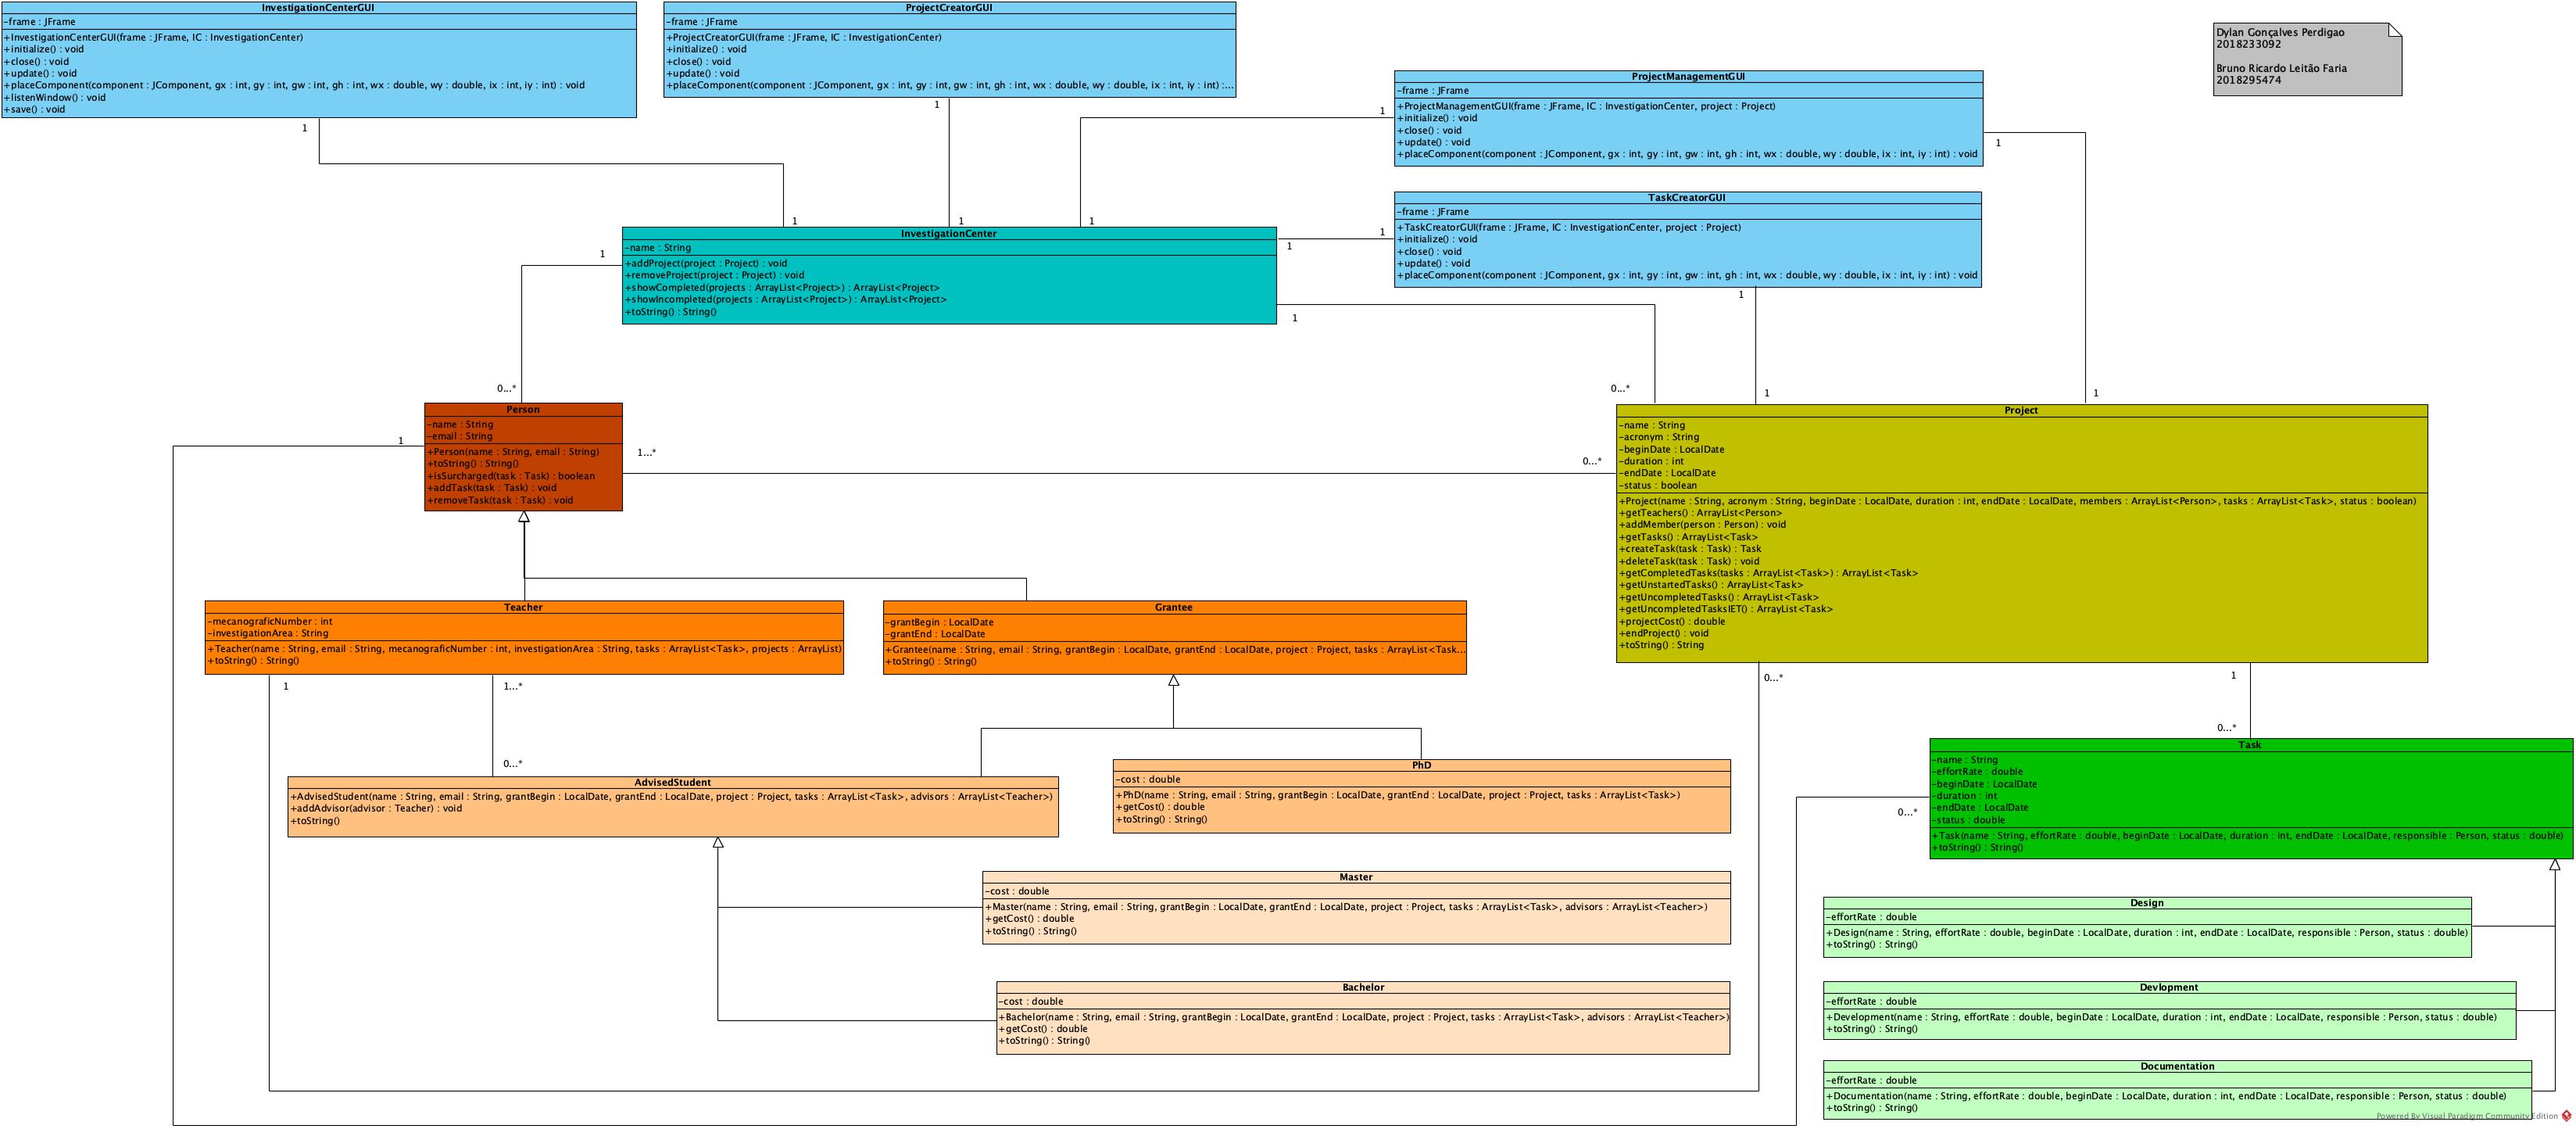 InvestigationCenterGUI
-frame : JFrame
+InvestigationCenterGUI(frame : JFrame, IC : InvestigationCenter)
+initialize() : void
+close() : void
+update() : void
+placeComponent(component : JComponent, gx : int, gy : int, gw : int, gh : int, wx : double, wy : double, ix : int, iy : int) : void
+listenWindow() : void
+save() : void
1
1
ProjectCreatorGUI
-frame : JFrame
+ProjectCreatorGUI(frame : JFrame, IC : InvestigationCenter)
+initialize() : void
+close() : void
+update() : void
+placeComponent(component : JComponent, gx : int, gy : int, gw : int, gh : int, wx : double, wy : double, ix : int, iy : int) :...
1
1
ProjectManagementGUI
-frame : JFrame
+ProjectManagementGUI(frame : JFrame, IC : InvestigationCenter, project : Project)
+initialize() : void
+close() : void
+update() : void
+placeComponent(component : JComponent, gx : int, gy : int, gw : int, gh : int, wx : double, wy : double, ix : int, iy : int) : void
1
1
1
1
Dylan Gonçalves Perdigao
2018233092
Bruno Ricardo Leitão Faria
2018295474
TaskCreatorGUI
-frame : JFrame
+TaskCreatorGUI(frame : JFrame, IC : InvestigationCenter, project : Project)
+initialize() : void
+close() : void
+update() : void
+placeComponent(component : JComponent, gx : int, gy : int, gw : int, gh : int, wx : double, wy : double, ix : int, iy : int) : void
1
1
1
1
InvestigationCenter
-name : String
+addProject(project : Project) : void
+removeProject(project : Project) : void
+showCompleted(projects : ArrayList<Project>) : ArrayList<Project>
+showIncompleted(projects : ArrayList<Project>) : ArrayList<Project>
+toString() : String()
1
0...*
1
0...*
Person
-name : String
-email : String
+Person(name : String, email : String)
+toString() : String()
+isSurcharged(task : Task) : boolean
+addTask(task : Task) : void
+removeTask(task : Task) : void
1
1...*
0...*
Project
-name : String
-acronym : String
-beginDate : LocalDate
-duration : int
-endDate : LocalDate
-status : boolean
+Project(name : String, acronym : String, beginDate : LocalDate, duration : int, endDate : LocalDate, members : ArrayList<Person>, tasks : ArrayList<Task>, status : boolean)
+getTeachers() : ArrayList<Person>
+addMember(person : Person) : void
+getTasks() : ArrayList<Task>
+createTask(task : Task) : Task
+deleteTask(task : Task) : void
+getCompletedTasks(tasks : ArrayList<Task>) : ArrayList<Task>
+getUnstartedTasks() : ArrayList<Task>
+getUncompletedTasks() : ArrayList<Task>
+getUncompletedTasksIET() : ArrayList<Task>
+projectCost() : double
+endProject() : void
+toString() : String
0...*
1
0...*
Teacher
-mecanograficNumber : int
-investigationArea : String
+Teacher(name : String, email : String, mecanograficNumber : int, investigationArea : String, tasks : ArrayList<Task>, projects : ArrayList)
+toString() : String()
1
1...*
0...*
Grantee
-grantBegin : LocalDate
-grantEnd : LocalDate
+Grantee(name : String, email : String, grantBegin : LocalDate, grantEnd : LocalDate, project : Project, tasks : ArrayList<Task...
+toString() : String()
AdvisedStudent
+AdvisedStudent(name : String, email : String, grantBegin : LocalDate, grantEnd : LocalDate, project : Project, tasks : ArrayList<Task>, advisors : ArrayList<Teacher>)
+addAdvisor(advisor : Teacher) : void
+toString()
PhD
-cost : double
+PhD(name : String, email : String, grantBegin : LocalDate, grantEnd : LocalDate, project : Project, tasks : ArrayList<Task>)
+getCost() : double
+toString() : String()
Task
-name : String
-effortRate : double
-beginDate : LocalDate
-duration : int
-endDate : LocalDate
-status : double
+Task(name : String, effortRate : double, beginDate : LocalDate, duration : int, endDate : LocalDate, responsible : Person, status : double)
+toString() : String()
0...*
Master
-cost : double
+Master(name : String, email : String, grantBegin : LocalDate, grantEnd : LocalDate, project : Project, tasks : ArrayList<Task>, advisors : ArrayList<Teacher>)
+getCost() : double
+toString() : String()
Design
-effortRate : double
+Design(name : String, effortRate : double, beginDate : LocalDate, duration : int, endDate : LocalDate, responsible : Person, status : double)
+toString() : String()
Bachelor
-cost : double
+Bachelor(name : String, email : String, grantBegin : LocalDate, grantEnd : LocalDate, project : Project, tasks : ArrayList<Task>, advisors : ArrayList<Teacher>)
+getCost() : double
+toString() : String()
Devlopment
-effortRate : double
+Development(name : String, effortRate : double, beginDate : LocalDate, duration : int, endDate : LocalDate, responsible : Person, status : double)
+toString() : String()
Documentation
-effortRate : double
+Documentation(name : String, effortRate : double, beginDate : LocalDate, duration : int, endDate : LocalDate, responsible : Person, status : double)
+toString() : String()
Powered By Visual Paradigm Community Edition